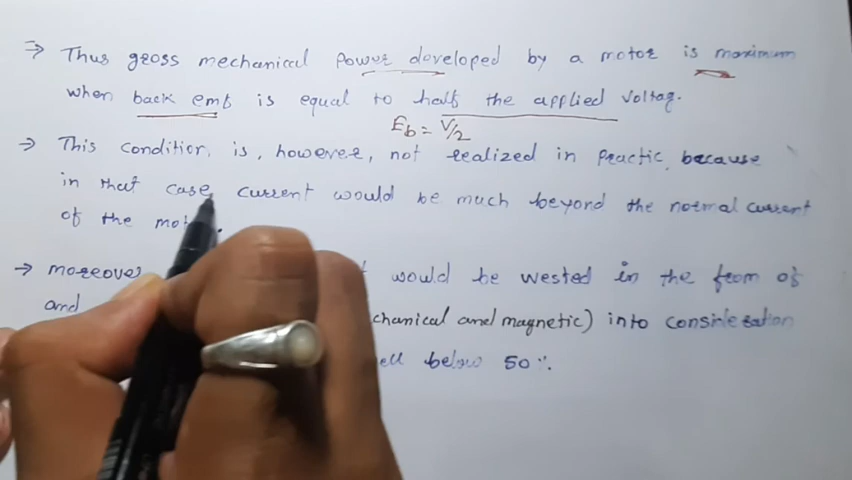 ⇒ Thus gross mechanical power developed by a motor is maximum
when back emf is equal to half the applied voltag.
Eb = V/2
→ This condition, is, however, not realized in practic, because
in that case current would be much beyond the normal current
of the
→ moreover would be wested in the from of
and chanical and magnetic) into consideration
below 50%.